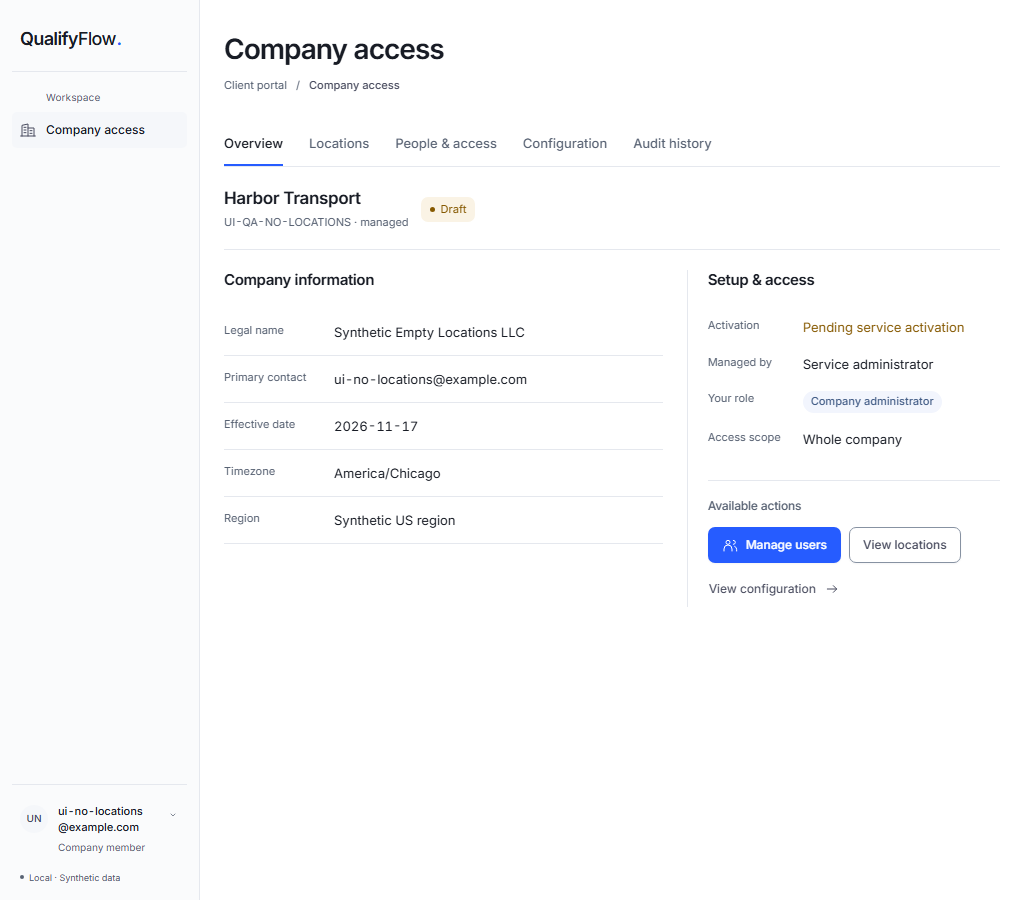 QualifyFlow.
Workspace
Company access
UN
ui-no-locations
@example.com
Company member
Local · Synthetic data
Company access
Client portal / Company access
Overview Locations People & access Configuration Audit history
Harbor Transport
UI-QA-NO-LOCATIONS · managed
Draft
Company information
Legal name Synthetic Empty Locations LLC
Primary contact ui-no-locations@example.com
Effective date 2026-11-17
Timezone America/Chicago
Region Synthetic US region
Setup & access
Activation Pending service activation
Managed by Service administrator
Your role Company administrator
Access scope Whole company
Available actions
Manage users View locations
View configuration →